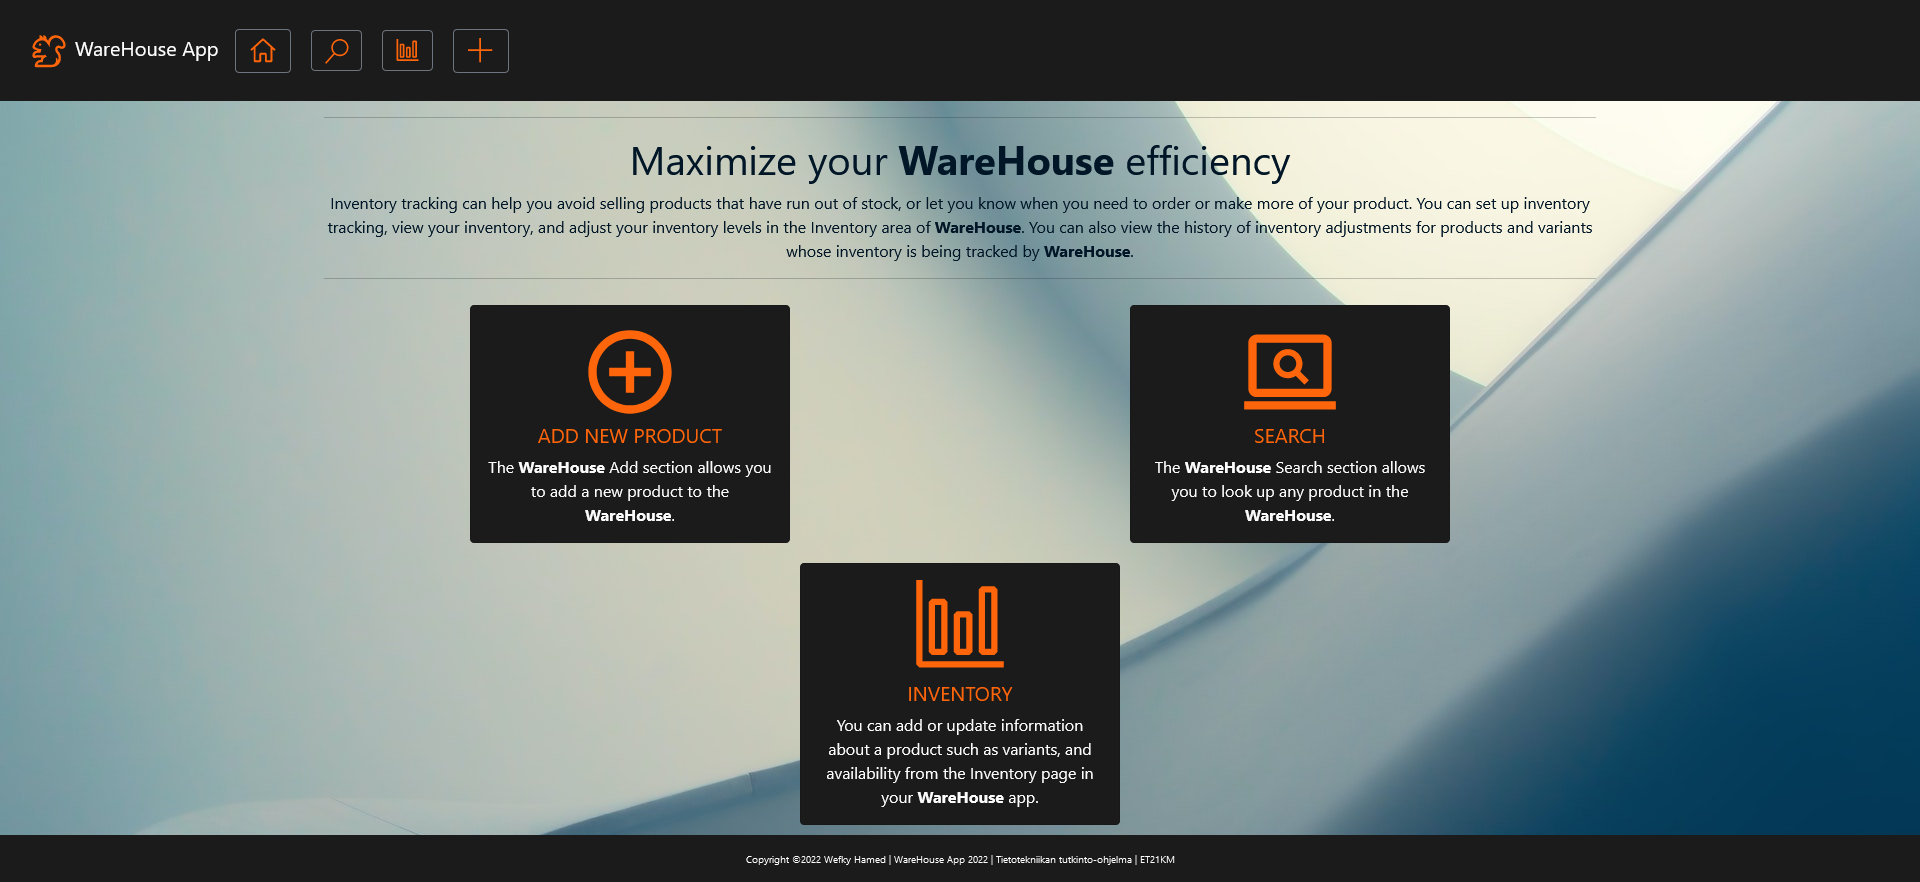 WareHouse App
Maximize your WareHouse efficiency
Inventory tracking can help you avoid selling products that have run out of stock, or let you know when you need to order or make more of your product. You can set up inventory
tracking, view your inventory, and adjust your inventory levels in the Inventory area of WareHouse. You can also view the history of inventory adjustments for products and variants
whose inventory is being tracked by WareHouse.
ADD NEW PRODUCT
The WareHouse Add section allows you
to add a new product to the
WareHouse.
SEARCH
The WareHouse Search section allows
you to look up any product in the
WareHouse.
INVENTORY
You can add or update information
about a product such as variants, and
availability from the Inventory page in
your WareHouse app.
Copyright ©2022 Wefky Hamed | WareHouse App 2022 | Tietotekniikan tutkinto-ohjelma | ET21KM